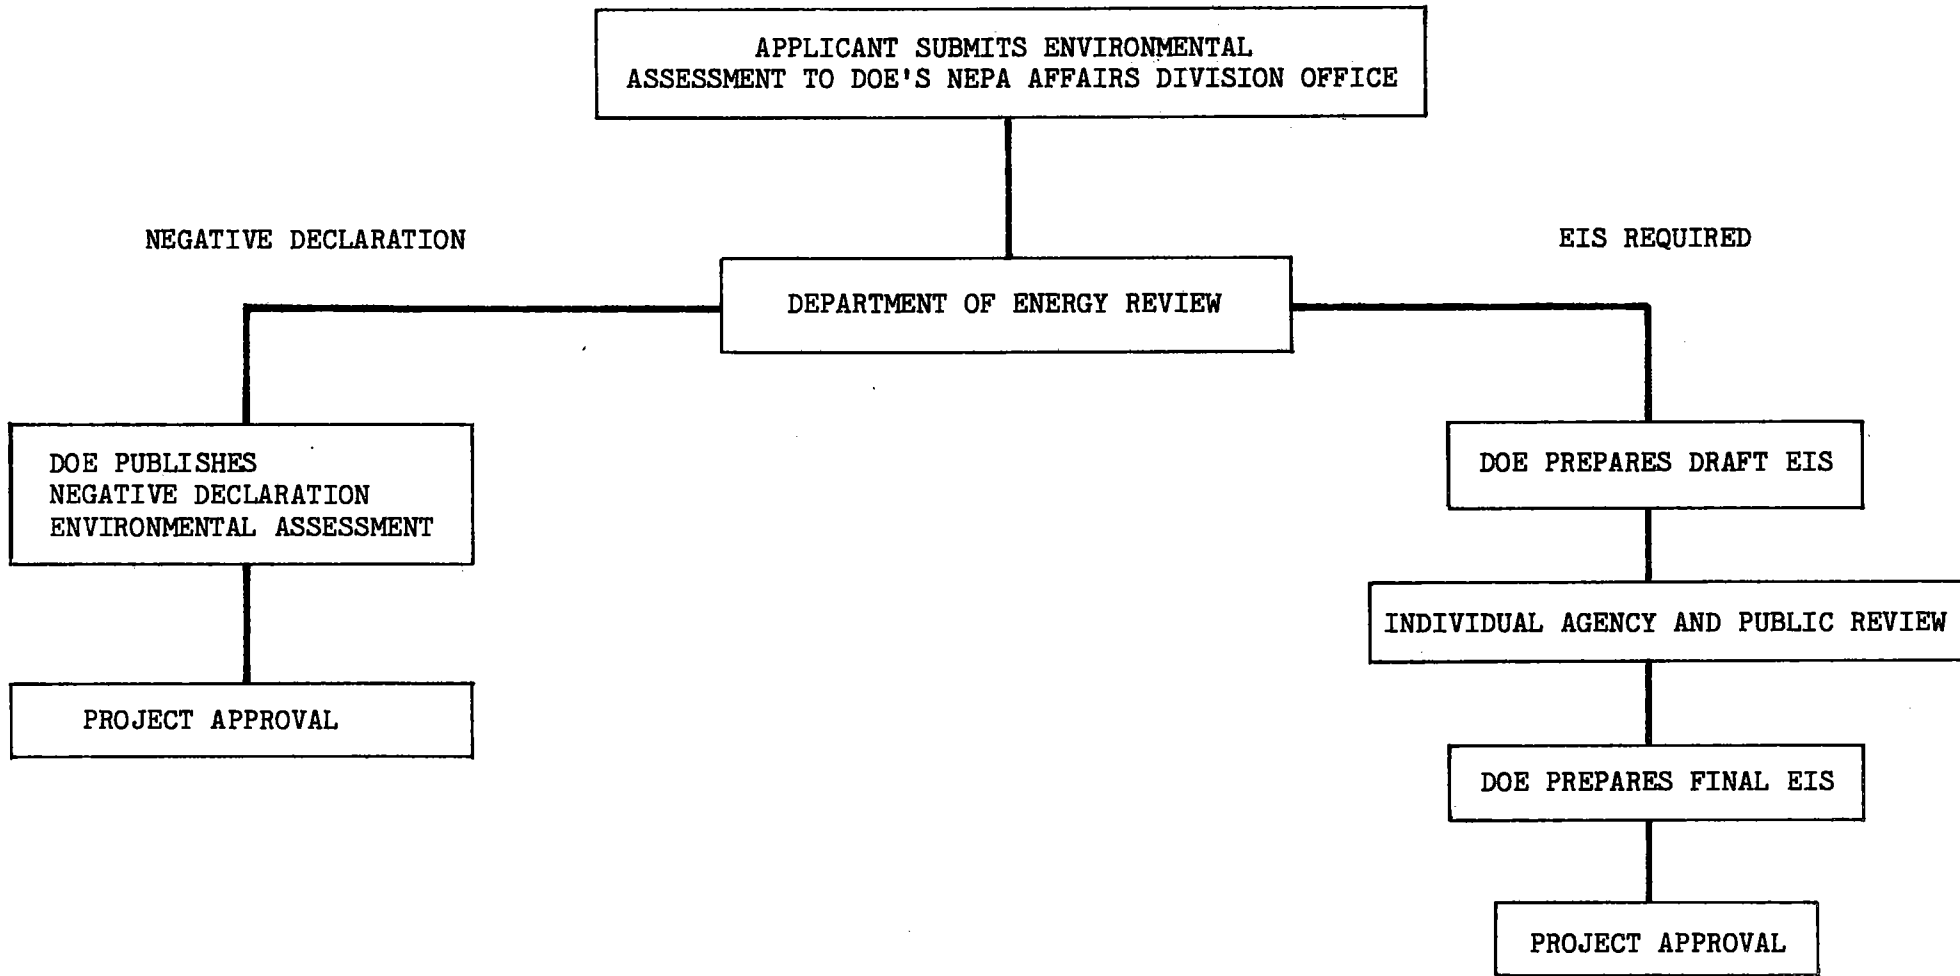 APPLICANT SUBMITS ENVIRONMENTAL
ASSESSMENT TO DOE'S NEPA AFFAIRS DIVISION OFFICE
NEGATIVE DECLARATION
EIS REQUIRED
DEPARTMENT OF ENERGY REVIEW
DOE PUBLISHES
NEGATIVE DECLARATION
ENVIRONMENTAL ASSESSMENT
PROJECT APPROVAL
DOE PREPARES DRAFT EIS
INDIVIDUAL AGENCY AND PUBLIC REVIEW
DOE PREPARES FINAL EIS
PROJECT APPROVAL